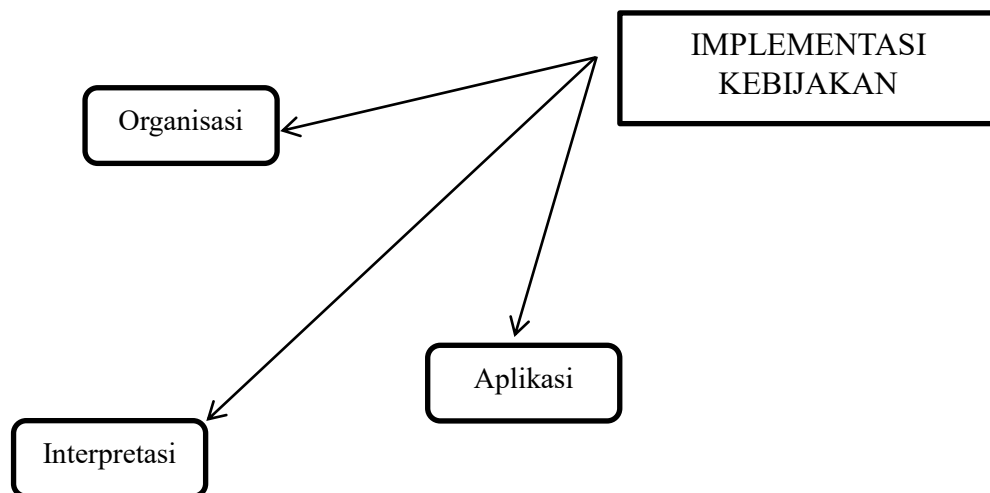 IMPLEMENTASI
KEBIJAKAN
Organisasi
Aplikasi
Interpretasi